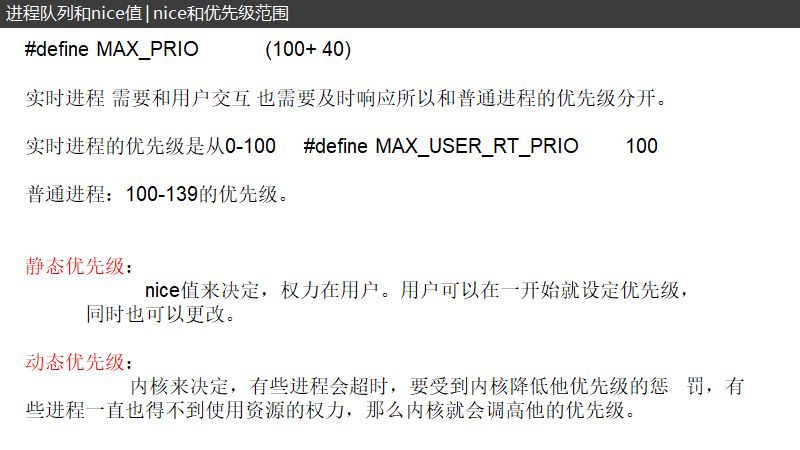 进程队列和nice值|nice和优先级范围
#define MAX_PRIO (100+ 40)
实时进程 需要和用户交互 也需要及时响应所以和普通进程的优先级分开。
实时进程的优先级是从0-100 #define MAX_USER_RT_PRIO 100
普通进程：100-139的优先级。
静态优先级：
nice值来决定，权力在用户。用户可以在一开始就设定优先级，
同时也可以更改。
动态优先级：
内核来决定，有些进程会超时，要受到内核降低他优先级的惩 罚，有
些进程一直也得不到使用资源的权力，那么内核就会调高他的优先级。